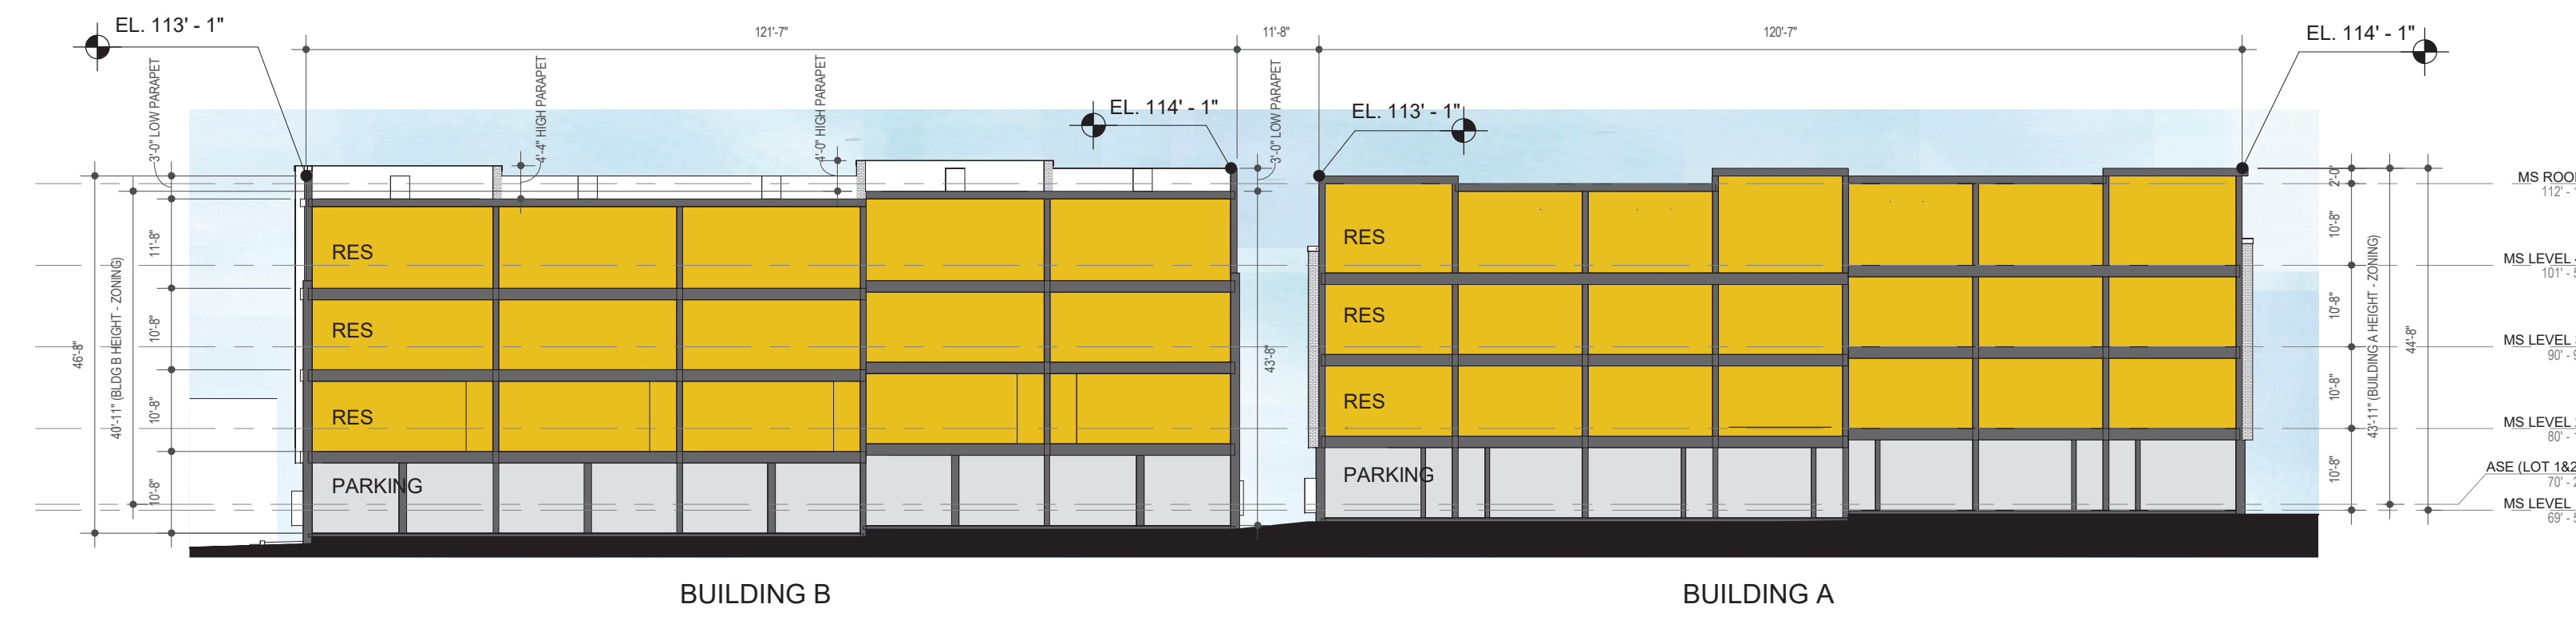 EL. 113' - 1"
121'-7"
11'-8"
120'-7"
EL. 114' - 1"
3'-0" LOW PARAPET
4'-4" HIGH PARAPET
4'-0" HIGH PARAPET
EL. 114' - 1"
3'-0" LOW PARAPET
EL. 113' - 1"
46'-8"
40'-11" (BLDG B HEIGHT - ZONING)
11'-8"
10'-8"
10'-8"
10'-8"
RES
RES
RES
PARKING
43'-8"
RES
RES
RES
PARKING
2'-0"
10'-8"
10'-8"
10'-8"
10'-8"
43'-11" (BUILDING A HEIGHT - ZONING)
44'-8"
MS ROO
112' -
MS LEVEL
101' -
MS LEVEL
90' -
MS LEVEL
80' -
ASE (LOT 1&2
70' -
MS LEVEL
69' -
BUILDING B
BUILDING A